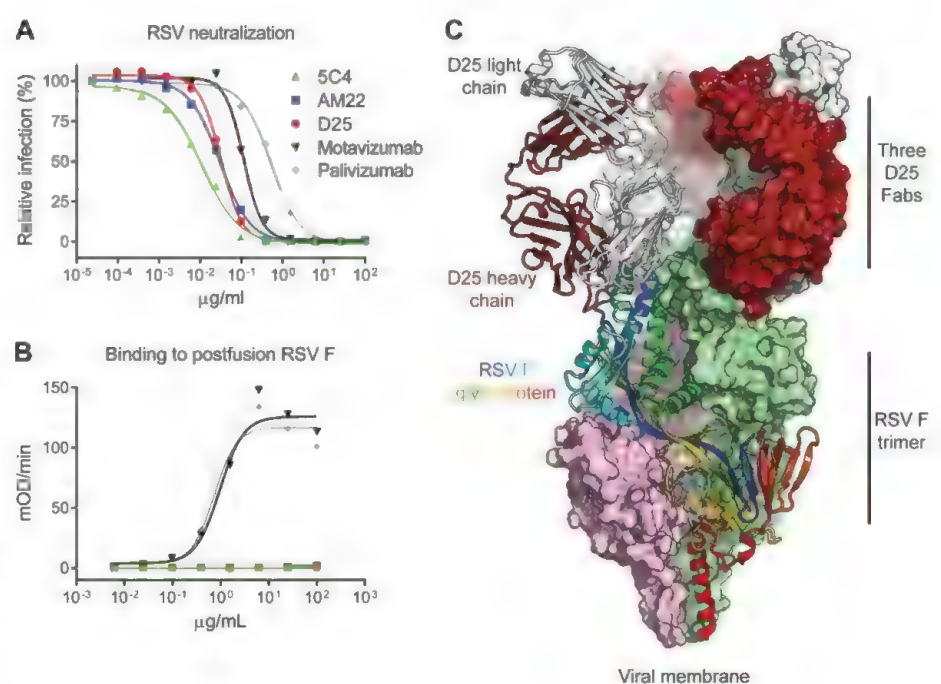 A
RSV neutralization
Relative infection (%)
100
75
50
25
0
10⁻⁵ 10⁻⁴ 10⁻³ 10⁻² 10⁻¹ 10⁰ 10¹ 10²
µg/ml
5C4
AM22
D25
Motavizumab
Palivizumab
B
Binding to postfusion RSV F
mOD/min
150
100
50
0
10⁻³ 10⁻² 10⁻¹ 10⁰ 10¹ 10² 10³
µg/mL
C
D25 light
chain
D25 heavy
chain
RSV
Three
D25
Fabs
RSV F
trimer
Viral membrane